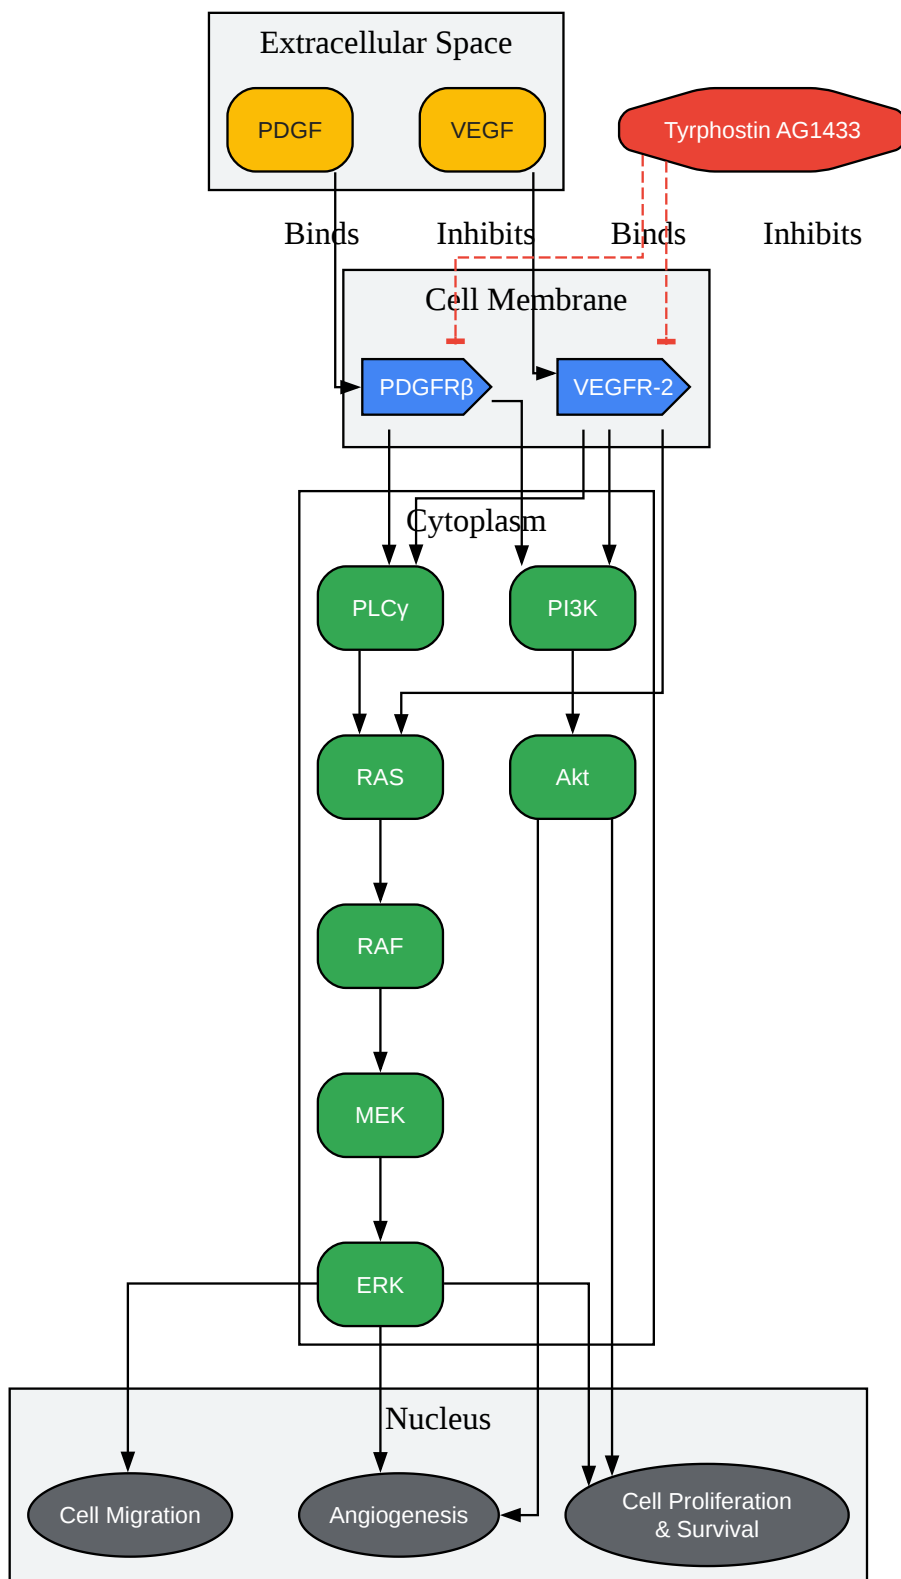 Extracellular Space
PDGF
VEGF
Tyrphostin AG1433
Binds
Inhibits
Binds
Inhibits
Cell Membrane
PDGFRβ
VEGFR-2
Cytoplasm
PLCγ
PI3K
RAS
Akt
RAF
MEK
ERK
Nucleus
Cell Migration
Angiogenesis
Cell Proliferation
& Survival